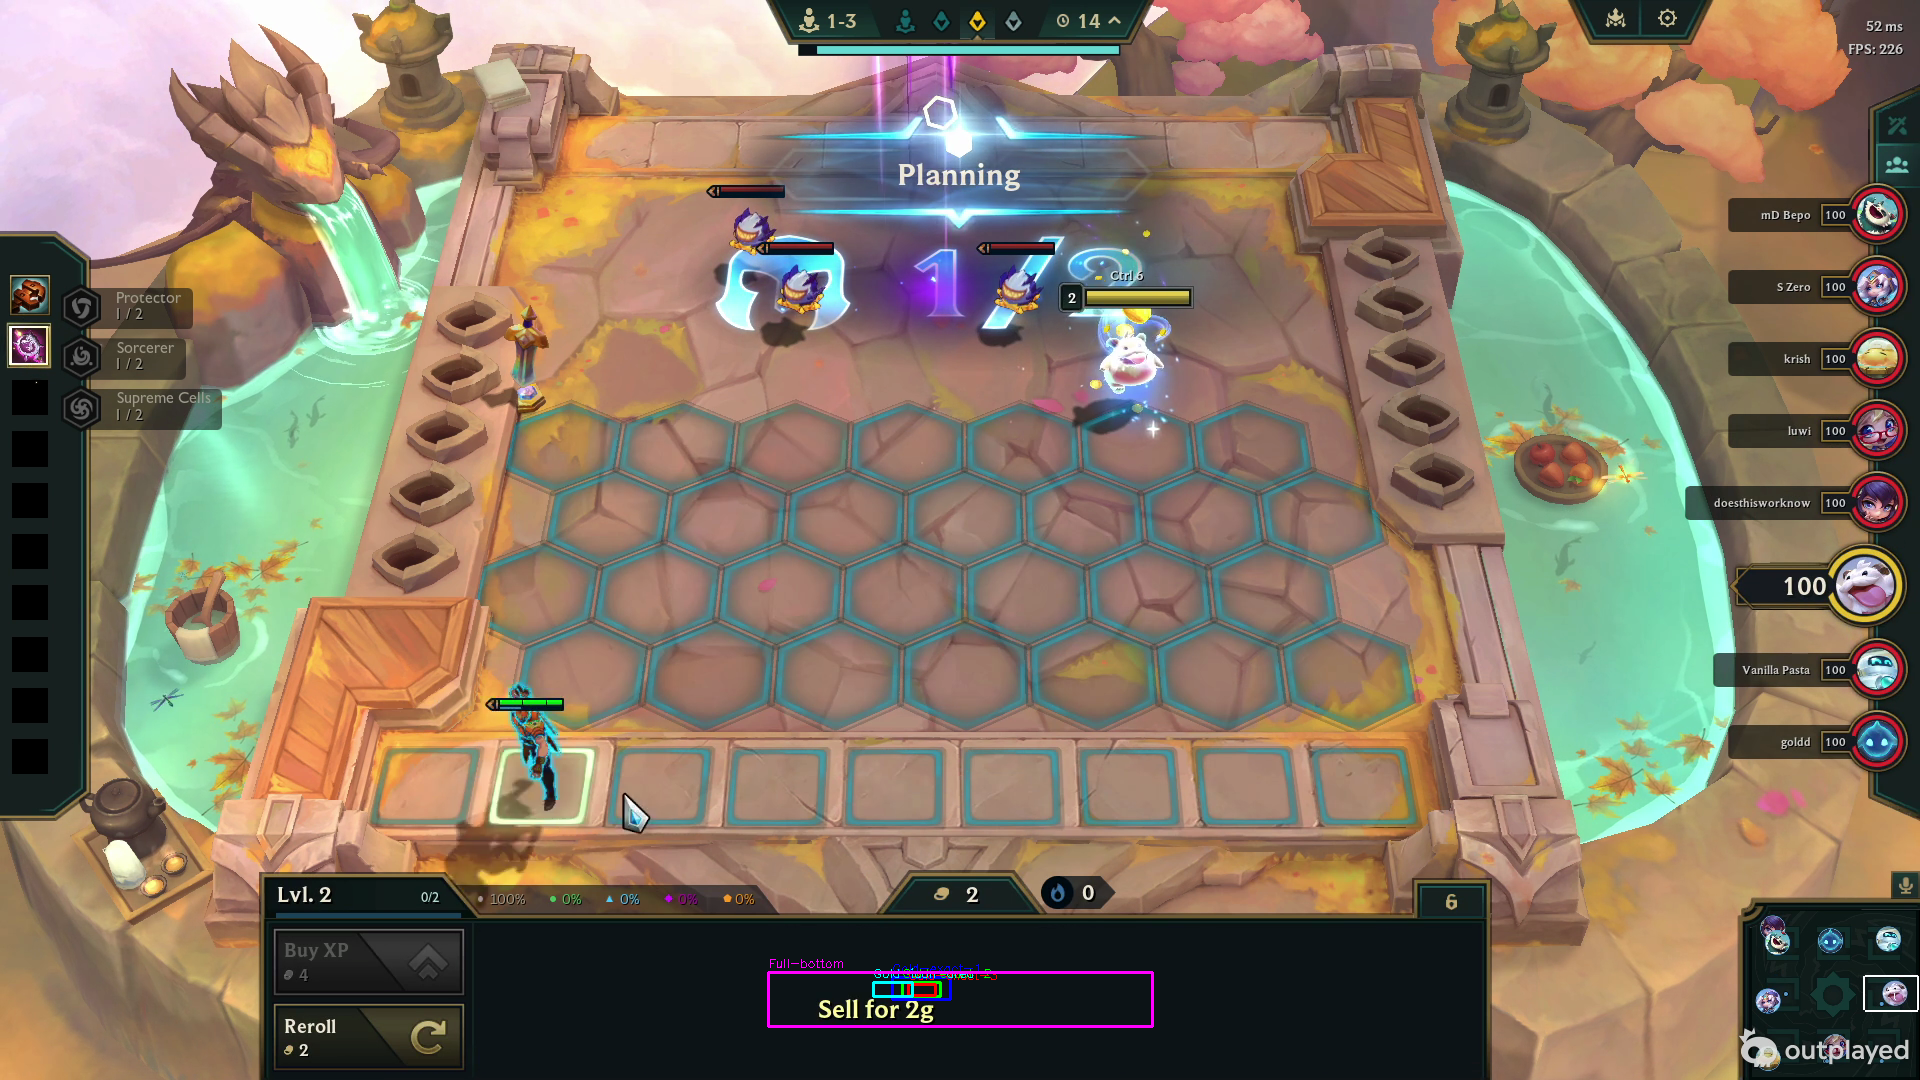 1-3
14
52 ms
FPS: 226
Planning
0 1/2
Ctrl 6
2
Protector
1 / 2
Sorcerer
1 / 2
Supreme Cells
1 / 2
mD Bepo 100
S Zero 100
krish 100
luwi 100
doesthisworknow 100
100
Vanilla Pasta 100
goldd 100
Lvl. 2 0/2
100% 0% 0% 0% 0%
2
0
6
Buy XP
4
Reroll
2
Full-bottom
Sell for 2g
outplayed